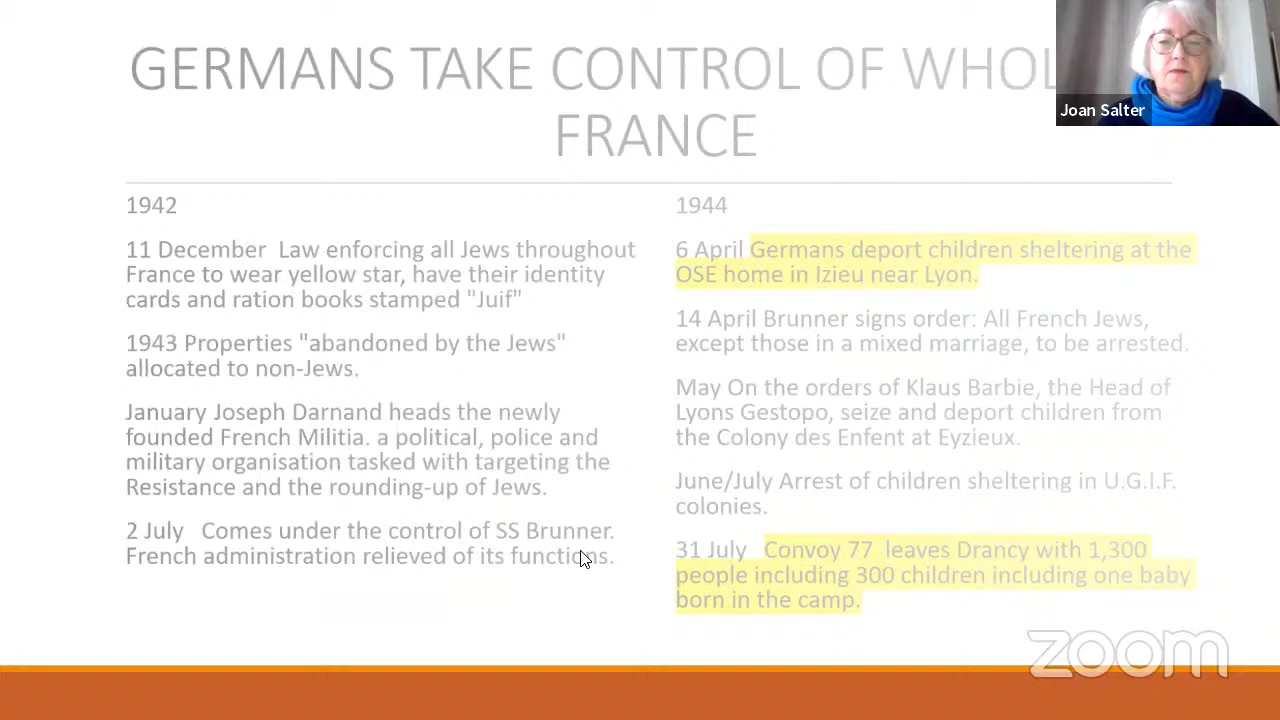 GERMANS TAKE CONTROL OF WHOL
FRANCE
Joan Salter
1942
11 December  Law enforcing all Jews throughout
France to wear yellow star, have their identity
cards and ration books stamped "Juif"
1943 Properties "abandoned by the Jews"
allocated to non-Jews.
January Joseph Darnand heads the newly
founded French Militia. a political, police and
military organisation tasked with targeting the
Resistance and the rounding-up of Jews.
2 July   Comes under the control of SS Brunner.
French administration relieved of its functions.
1944
6 April Germans deport children sheltering at the
OSE home in Izieu near Lyon.
14 April Brunner signs order: All French Jews,
except those in a mixed marriage, to be arrested.
May On the orders of Klaus Barbie, the Head of
Lyons Gestopo, seize and deport children from
the Colony des Enfent at Eyzieux.
June/July Arrest of children sheltering in U.G.I.F.
colonies.
31 July   Convoy 77  leaves Drancy with 1,300
people including 300 children including one baby
born in the camp.
zoom